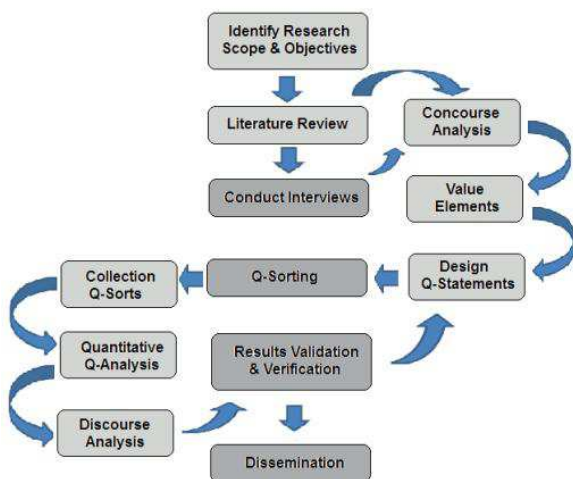 Identify Research
Scope & Objectives
Literature Review
Concourse
Analysis
Conduct Interviews
Value
Elements
Design
Q-Statements
Q-Sorting
Collection
Q-Sorts
Quantitative
Q-Analysis
Results Validation
& Verification
Discourse
Analysis
Dissemination